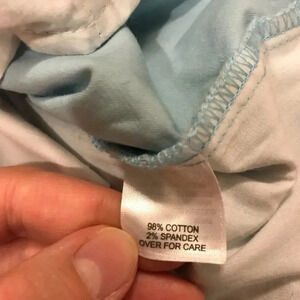 98% COTTON
2% SPANDEX
OVER FOR CARE